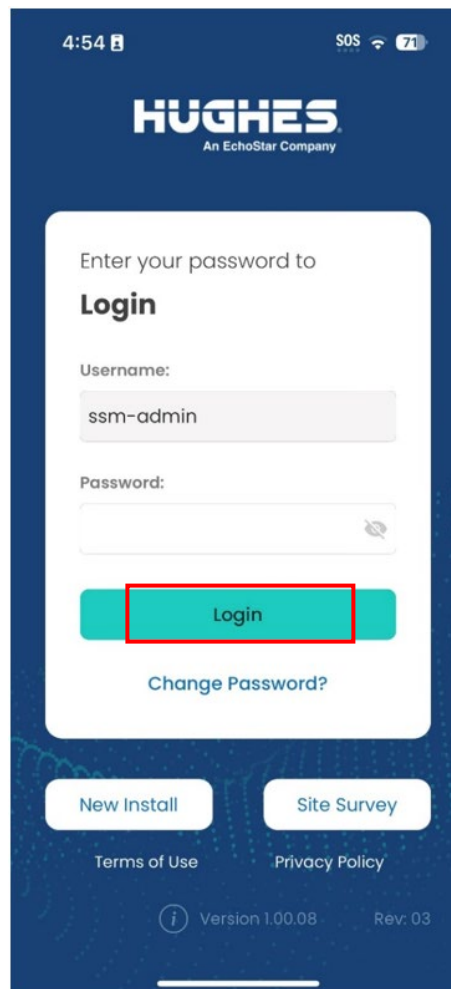 4:54
SOS
71
HUGHES
An EchoStar Company
Enter your password to
Login
Username:
ssm-admin
Password:
Login
Change Password?
New Install
Site Survey
Terms of Use
Privacy Policy
i
Version 1.00.08
Rev: 03